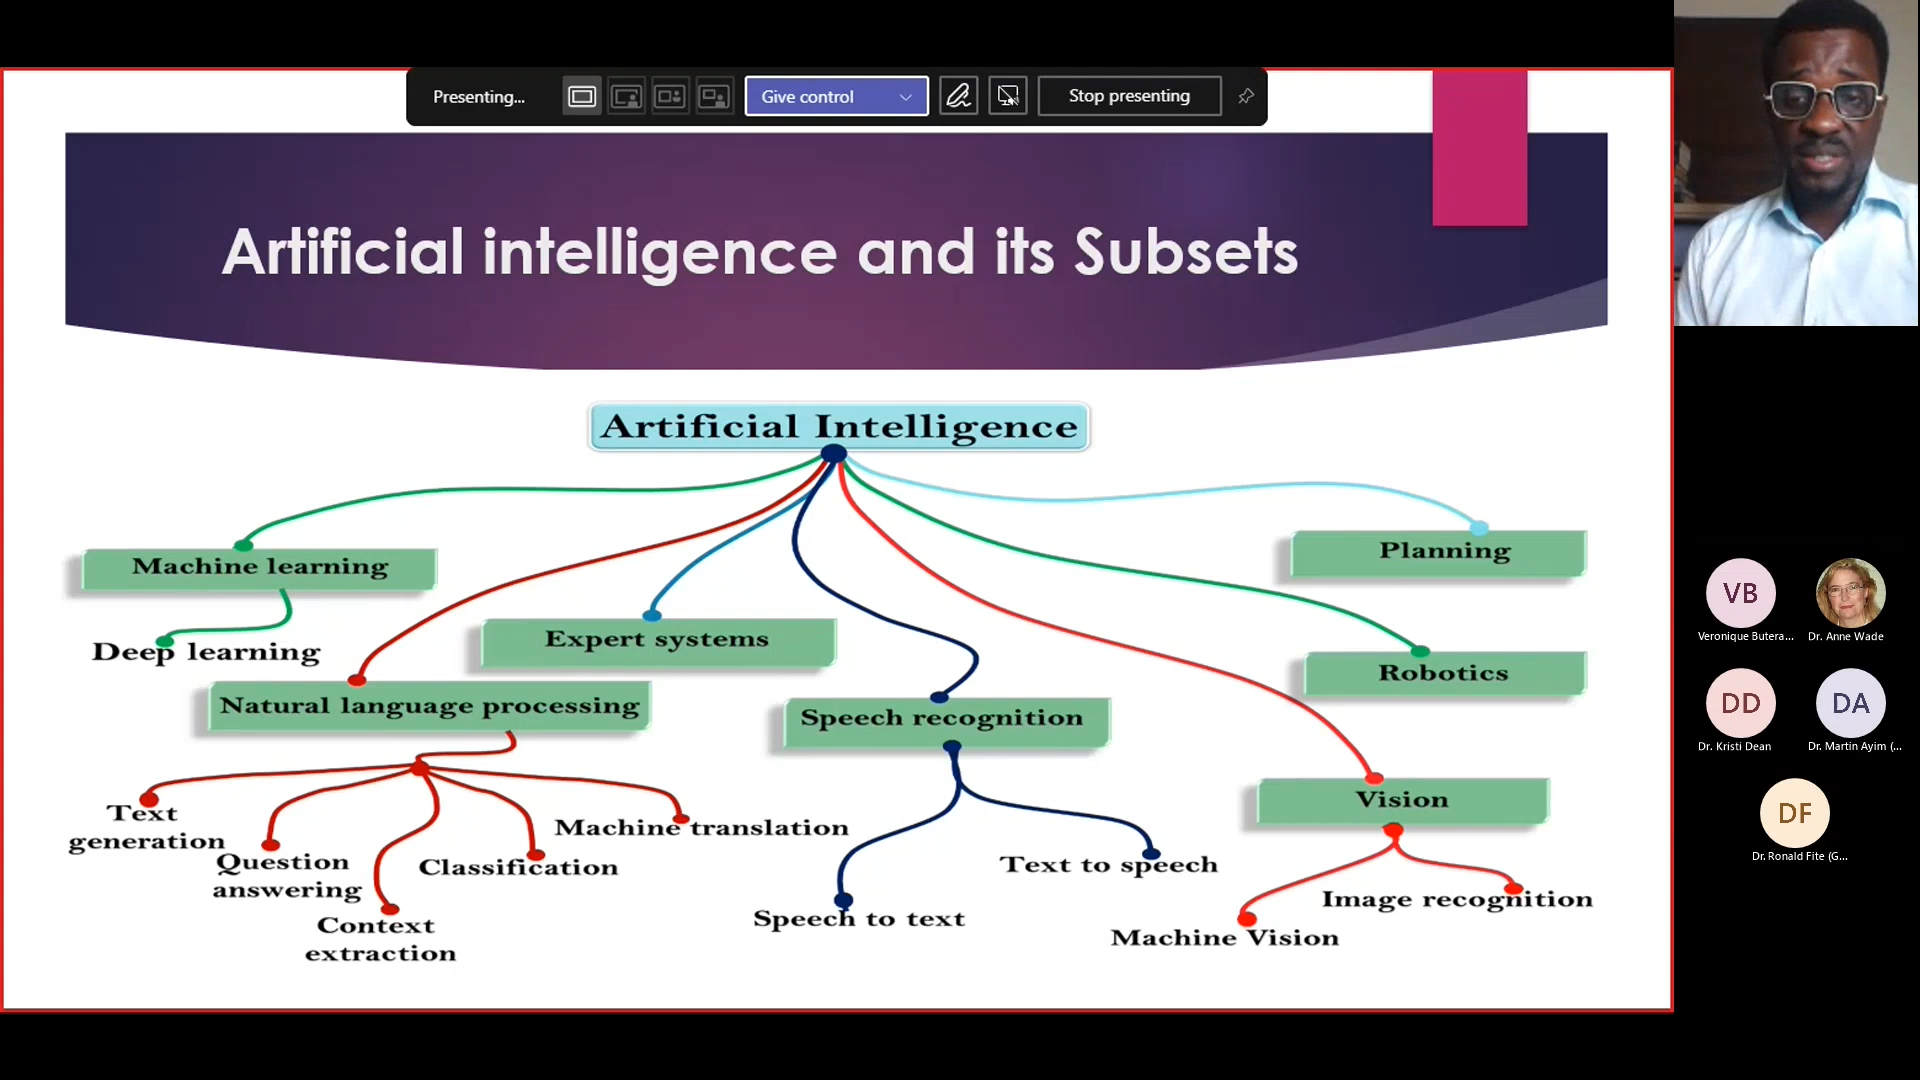 Presenting...
Give control
Stop presenting
Artificial intelligence and its Subsets
Artificial Intelligence
Planning
Machine learning
Expert systems
Deep learning
Robotics
Natural language processing
Speech recognition
Vision
Text
generation
Machine translation
Question
answering
Classification
Text to speech
Context
extraction
Speech to text
Image recognition
Machine Vision
VB
Veronique Butera...
Dr. Anne Wade
DD
DA
Dr. Kristi Dean
Dr. Martin Ayim (...
DF
Dr. Ronald Fite (G...